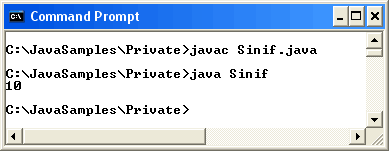 Command Prompt
C:\JavaSamples\Private>javac Sinif.java
C:\JavaSamples\Private>java Sinif
10
C:\JavaSamples\Private>